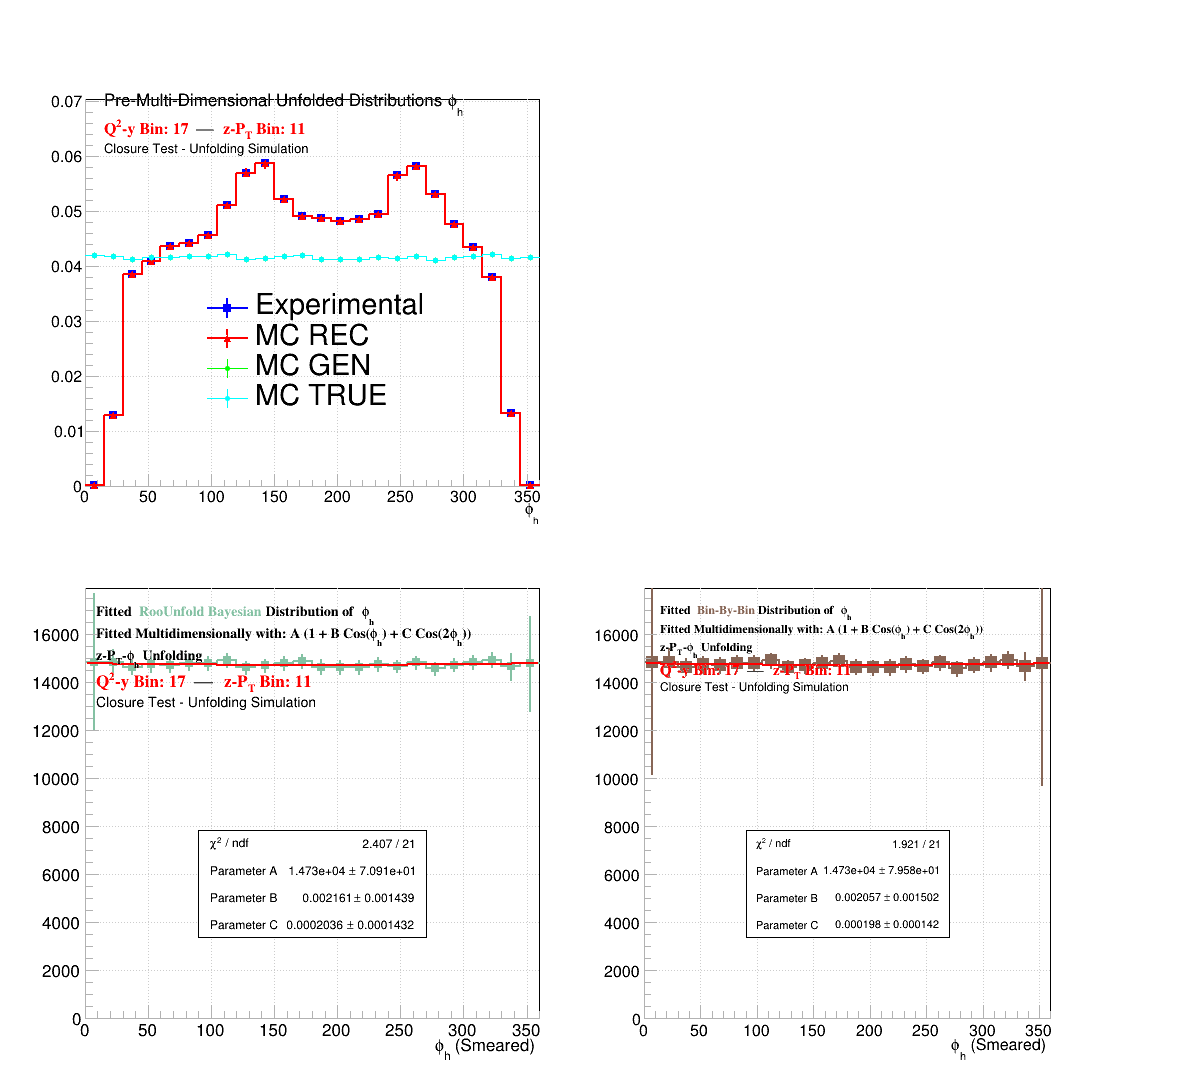 Pre-Multi-Dimensional Unfolded Distributions ϕh
Q²-y Bin: 17 — z-PT Bin: 11
Closure Test - Unfolding Simulation
0.07
0.06
0.05
0.04
0.03
0.02
0.01
0
Experimental
MC REC
MC GEN
MC TRUE
0 50 100 150 200 250 300 350
ϕh
Fitted RooUnfold Bayesian Distribution of ϕh
Fitted Multidimensionally with: A (1 + B Cos(ϕh) + C Cos(2ϕh))
z-PT-ϕh Unfolding
Q²-y Bin: 17 — z-PT Bin: 11
Closure Test - Unfolding Simulation
16000
14000
12000
10000
8000
6000
4000
2000
0
χ² / ndf 2.407 / 21
Parameter A 1.473e+04 ± 7.091e+01
Parameter B 0.002161 ± 0.001439
Parameter C 0.0002036 ± 0.0001432
0 50 100 150 200 250 300 350
ϕh (Smeared)
Fitted Bin-By-Bin Distribution of ϕh
Fitted Multidimensionally with: A (1 + B Cos(ϕh) + C Cos(2ϕh))
z-PT-ϕh Unfolding
Q²-y Bin: 17 — z-PT Bin: 11
Closure Test - Unfolding Simulation
16000
14000
12000
10000
8000
6000
4000
2000
0
χ² / ndf 1.921 / 21
Parameter A 1.473e+04 ± 7.958e+01
Parameter B 0.002057 ± 0.001502
Parameter C 0.000198 ± 0.000142
0 50 100 150 200 250 300 350
ϕh (Smeared)